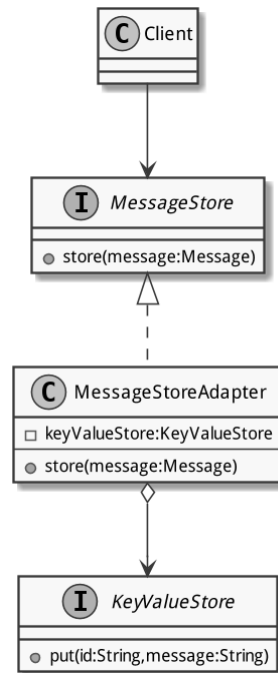 C Client
I MessageStore
store(message:Message)
C MessageStoreAdapter
keyValueStore:KeyValueStore
store(message:Message)
I KeyValueStore
put(id:String,message:String)